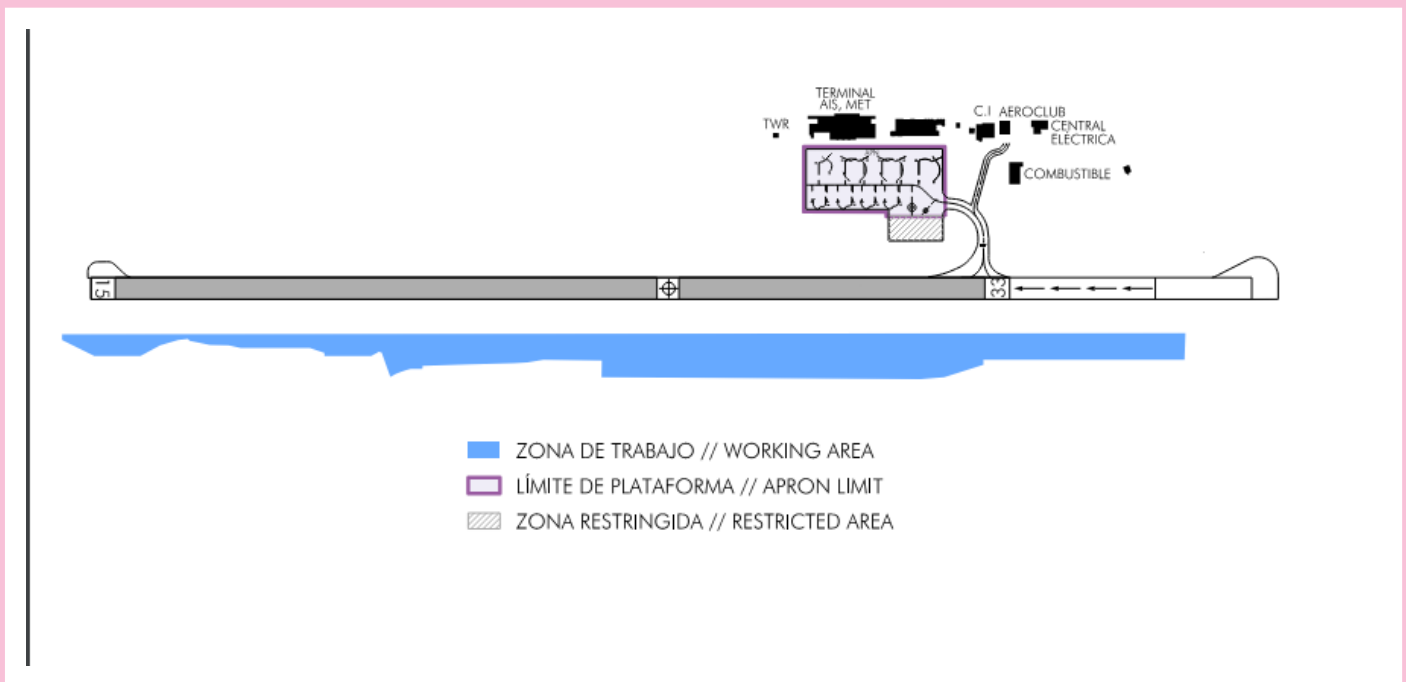 TERMINAL
AIS, MET
TWR
C.I AEROCLUB
CENTRAL
ELÉCTRICA
COMBUSTIBLE
15
33
ZONA DE TRABAJO // WORKING AREA
LÍMITE DE PLATAFORMA // APRON LIMIT
ZONA RESTRINGIDA // RESTRICTED AREA